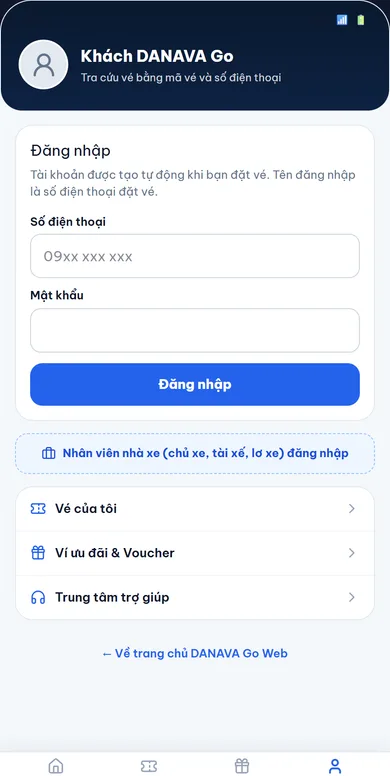 Khách DANAVA Go
Tra cứu vé bằng mã vé và số điện thoại
Đăng nhập
Tài khoản được tạo tự động khi bạn đặt vé. Tên đăng nhập
là số điện thoại đặt vé.
Số điện thoại
09xx xxx xxx
Mật khẩu
Đăng nhập
Nhân viên nhà xe (chủ xe, tài xế, lơ xe) đăng nhập
Vé của tôi
Ví ưu đãi & Voucher
Trung tâm trợ giúp
← Về trang chủ DANAVA Go Web